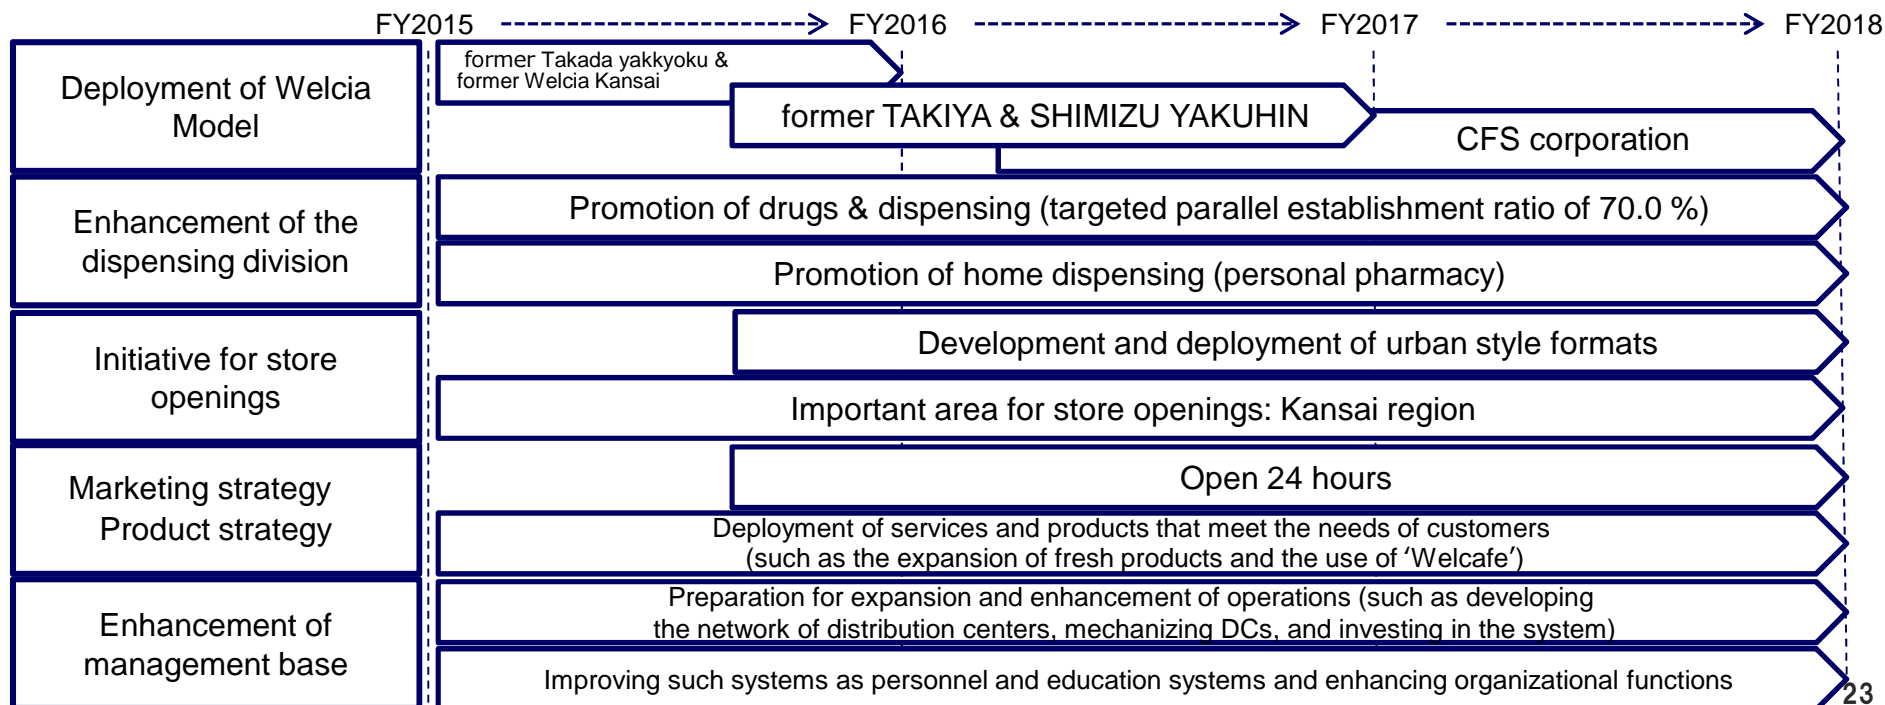 FY2015 FY2016 FY2017 FY2018
Deployment of Welcia
Model
former Takada yakkyoku &
former Welcia Kansai
former TAKIYA & SHIMIZU YAKUHIN
CFS corporation
Enhancement of the
dispensing division
Promotion of drugs & dispensing (targeted parallel establishment ratio of 70.0 %)
Promotion of home dispensing (personal pharmacy)
Initiative for store
openings
Development and deployment of urban style formats
Important area for store openings: Kansai region
Marketing strategy
Product strategy
Open 24 hours
Deployment of services and products that meet the needs of customers
(such as the expansion of fresh products and the use of ‘Welcafe’)
Enhancement of
management base
Preparation for expansion and enhancement of operations (such as developing
the network of distribution centers, mechanizing DCs, and investing in the system)
Improving such systems as personnel and education systems and enhancing organizational functions
23